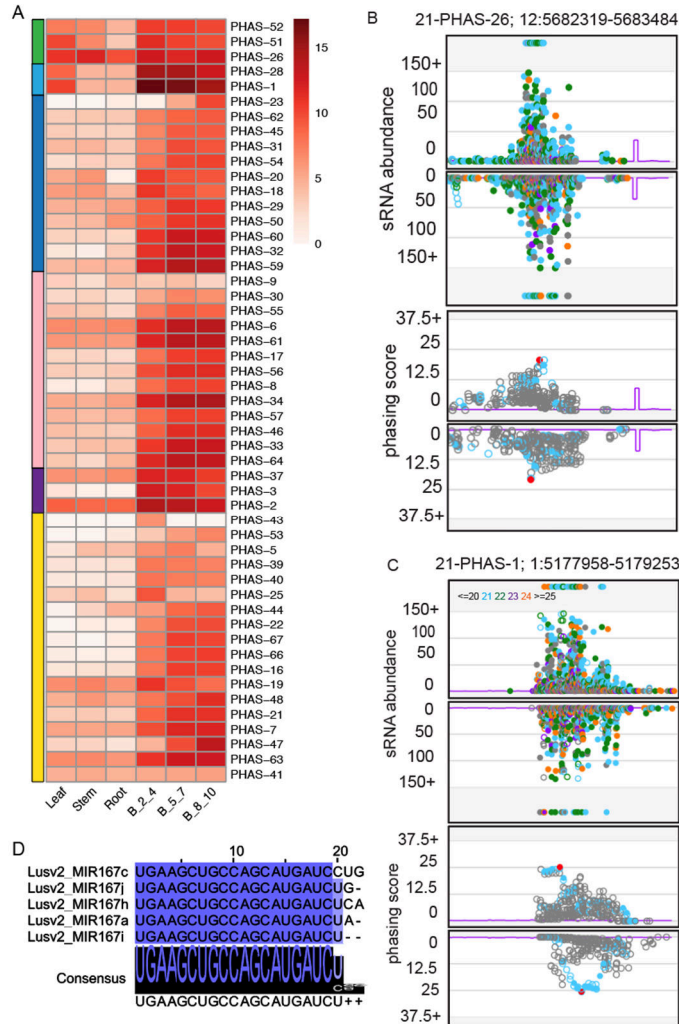 A
15
10
5
0
PHAS-52
PHAS-51
PHAS-26
PHAS-28
PHAS-1
PHAS-23
PHAS-62
PHAS-45
PHAS-31
PHAS-54
PHAS-20
PHAS-18
PHAS-29
PHAS-50
PHAS-60
PHAS-32
PHAS-59
PHAS-9
PHAS-30
PHAS-55
PHAS-6
PHAS-61
PHAS-17
PHAS-56
PHAS-8
PHAS-34
PHAS-57
PHAS-46
PHAS-33
PHAS-64
PHAS-37
PHAS-3
PHAS-2
PHAS-43
PHAS-53
PHAS-5
PHAS-39
PHAS-40
PHAS-25
PHAS-44
PHAS-22
PHAS-67
PHAS-66
PHAS-16
PHAS-19
PHAS-48
PHAS-21
PHAS-7
PHAS-47
PHAS-63
PHAS-41
Leaf Stem Root B_2_4 B_5_7 B_8_10
B
21-PHAS-26; 12:5682319-5683484
150+
100
50
0
0
50
100
150+
sRNA abundance
37.5+
25
12.5
0
0
12.5
25
37.5+
phasing score
C
21-PHAS-1; 1:5177958-5179253
<=20 21 22 23 24 >=25
150+
100
50
0
0
50
100
150+
sRNA abundance
37.5+
25
12.5
0
0
12.5
25
37.5+
phasing score
D
10 20
Lusv2_MIR167c UGAAGCUGCCAGCAUGAUCCUG
Lusv2_MIR167j UGAAGCUGCCAGCAUGAUCUG-
Lusv2_MIR167h UGAAGCUGCCAGCAUGAUCUCA
Lusv2_MIR167a UGAAGCUGCCAGCAUGAUCUA-
Lusv2_MIR167i UGAAGCUGCCAGCAUGAUCU--
Consensus UGAAGCUGCCAGCAUGAUCU
UGAAGCUGCCAGCAUGAUCU++